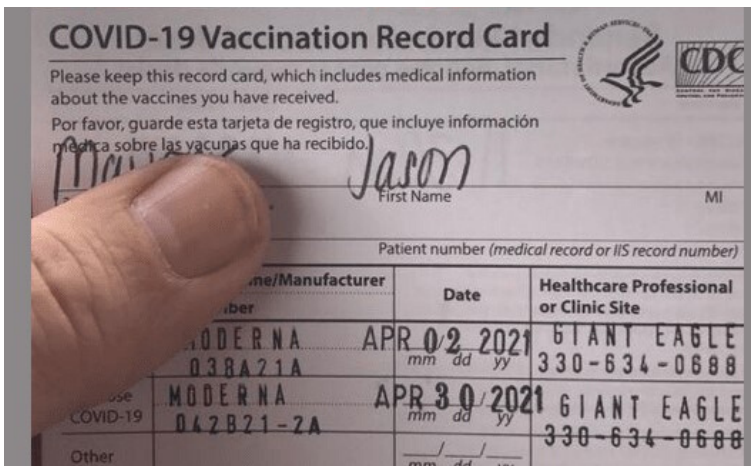 COVID-19 Vaccination Record Card
Please keep this record card, which includes medical information
about the vaccines you have received.
Por favor, guarde esta tarjeta de registro, que incluye información
médica sobre las vacunas que ha recibido.
Jason
First Name MI
Patient number (medical record or IIS record number)
Date Healthcare Professional
or Clinic Site
MODERNA APR 02 2021 GIANT EAGLE
038A21A mm dd yy 330-634-0688
MODERNA APR 30 2021 GIANT EAGLE
COVID-19 042B21-2A mm dd yy 330-634-0688
Other
CDC